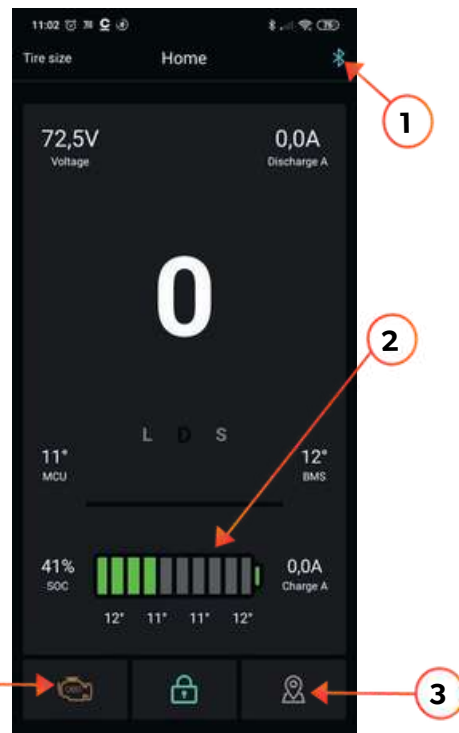 11:02
Tire size Home
1
72,5V 0,0A
Voltage Discharge A
0
2
L D S
11° 12°
MCU BMS
41% 0,0A
SOC Charge A
12° 11° 11° 12°
3